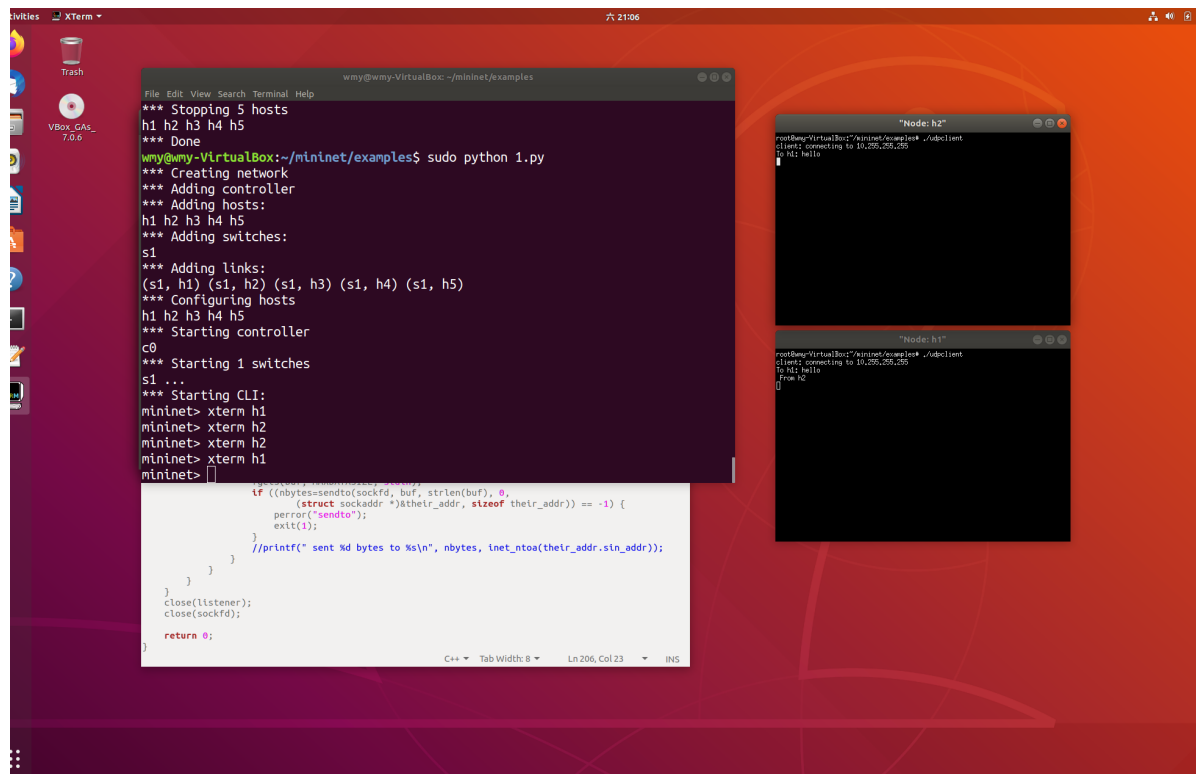 tivities XTerm
六 21:06
Trash
VBox_GAs_
7.0.6
wmy@wmy-VirtualBox: ~/mininet/examples
File Edit View Search Terminal Help
*** Stopping 5 hosts
h1 h2 h3 h4 h5
*** Done
wmy@wmy-VirtualBox:~/mininet/examples$ sudo python 1.py
*** Creating network
*** Adding controller
*** Adding hosts:
h1 h2 h3 h4 h5
*** Adding switches:
s1
*** Adding links:
(s1, h1) (s1, h2) (s1, h3) (s1, h4) (s1, h5)
*** Configuring hosts
h1 h2 h3 h4 h5
*** Starting controller
c0
*** Starting 1 switches
s1 ...
*** Starting CLI:
mininet> xterm h1
mininet> xterm h2
mininet> xterm h2
mininet> xterm h1
mininet>
if ((nbytes=sendto(sockfd, buf, strlen(buf), 0,
(struct sockaddr *)&their_addr, sizeof their_addr)) == -1) {
perror("sendto");
exit(1);
}
//printf(" sent %d bytes to %s\n", nbytes, inet_ntoa(their_addr.sin_addr));
}
}
}
}
close(listener);
close(sockfd);
return 0;
}
C++ Tab Width: 8 Ln 206, Col 23 INS
"Node: h2"
root@wmy-VirtualBox:~/mininet/examples# ./udpclient
client: connecting to 10.255.255.255
To h1: hello
"Node: h1"
root@wmy-VirtualBox:~/mininet/examples# ./udpclient
client: connecting to 10.255.255.255
To h1: hello
From h2